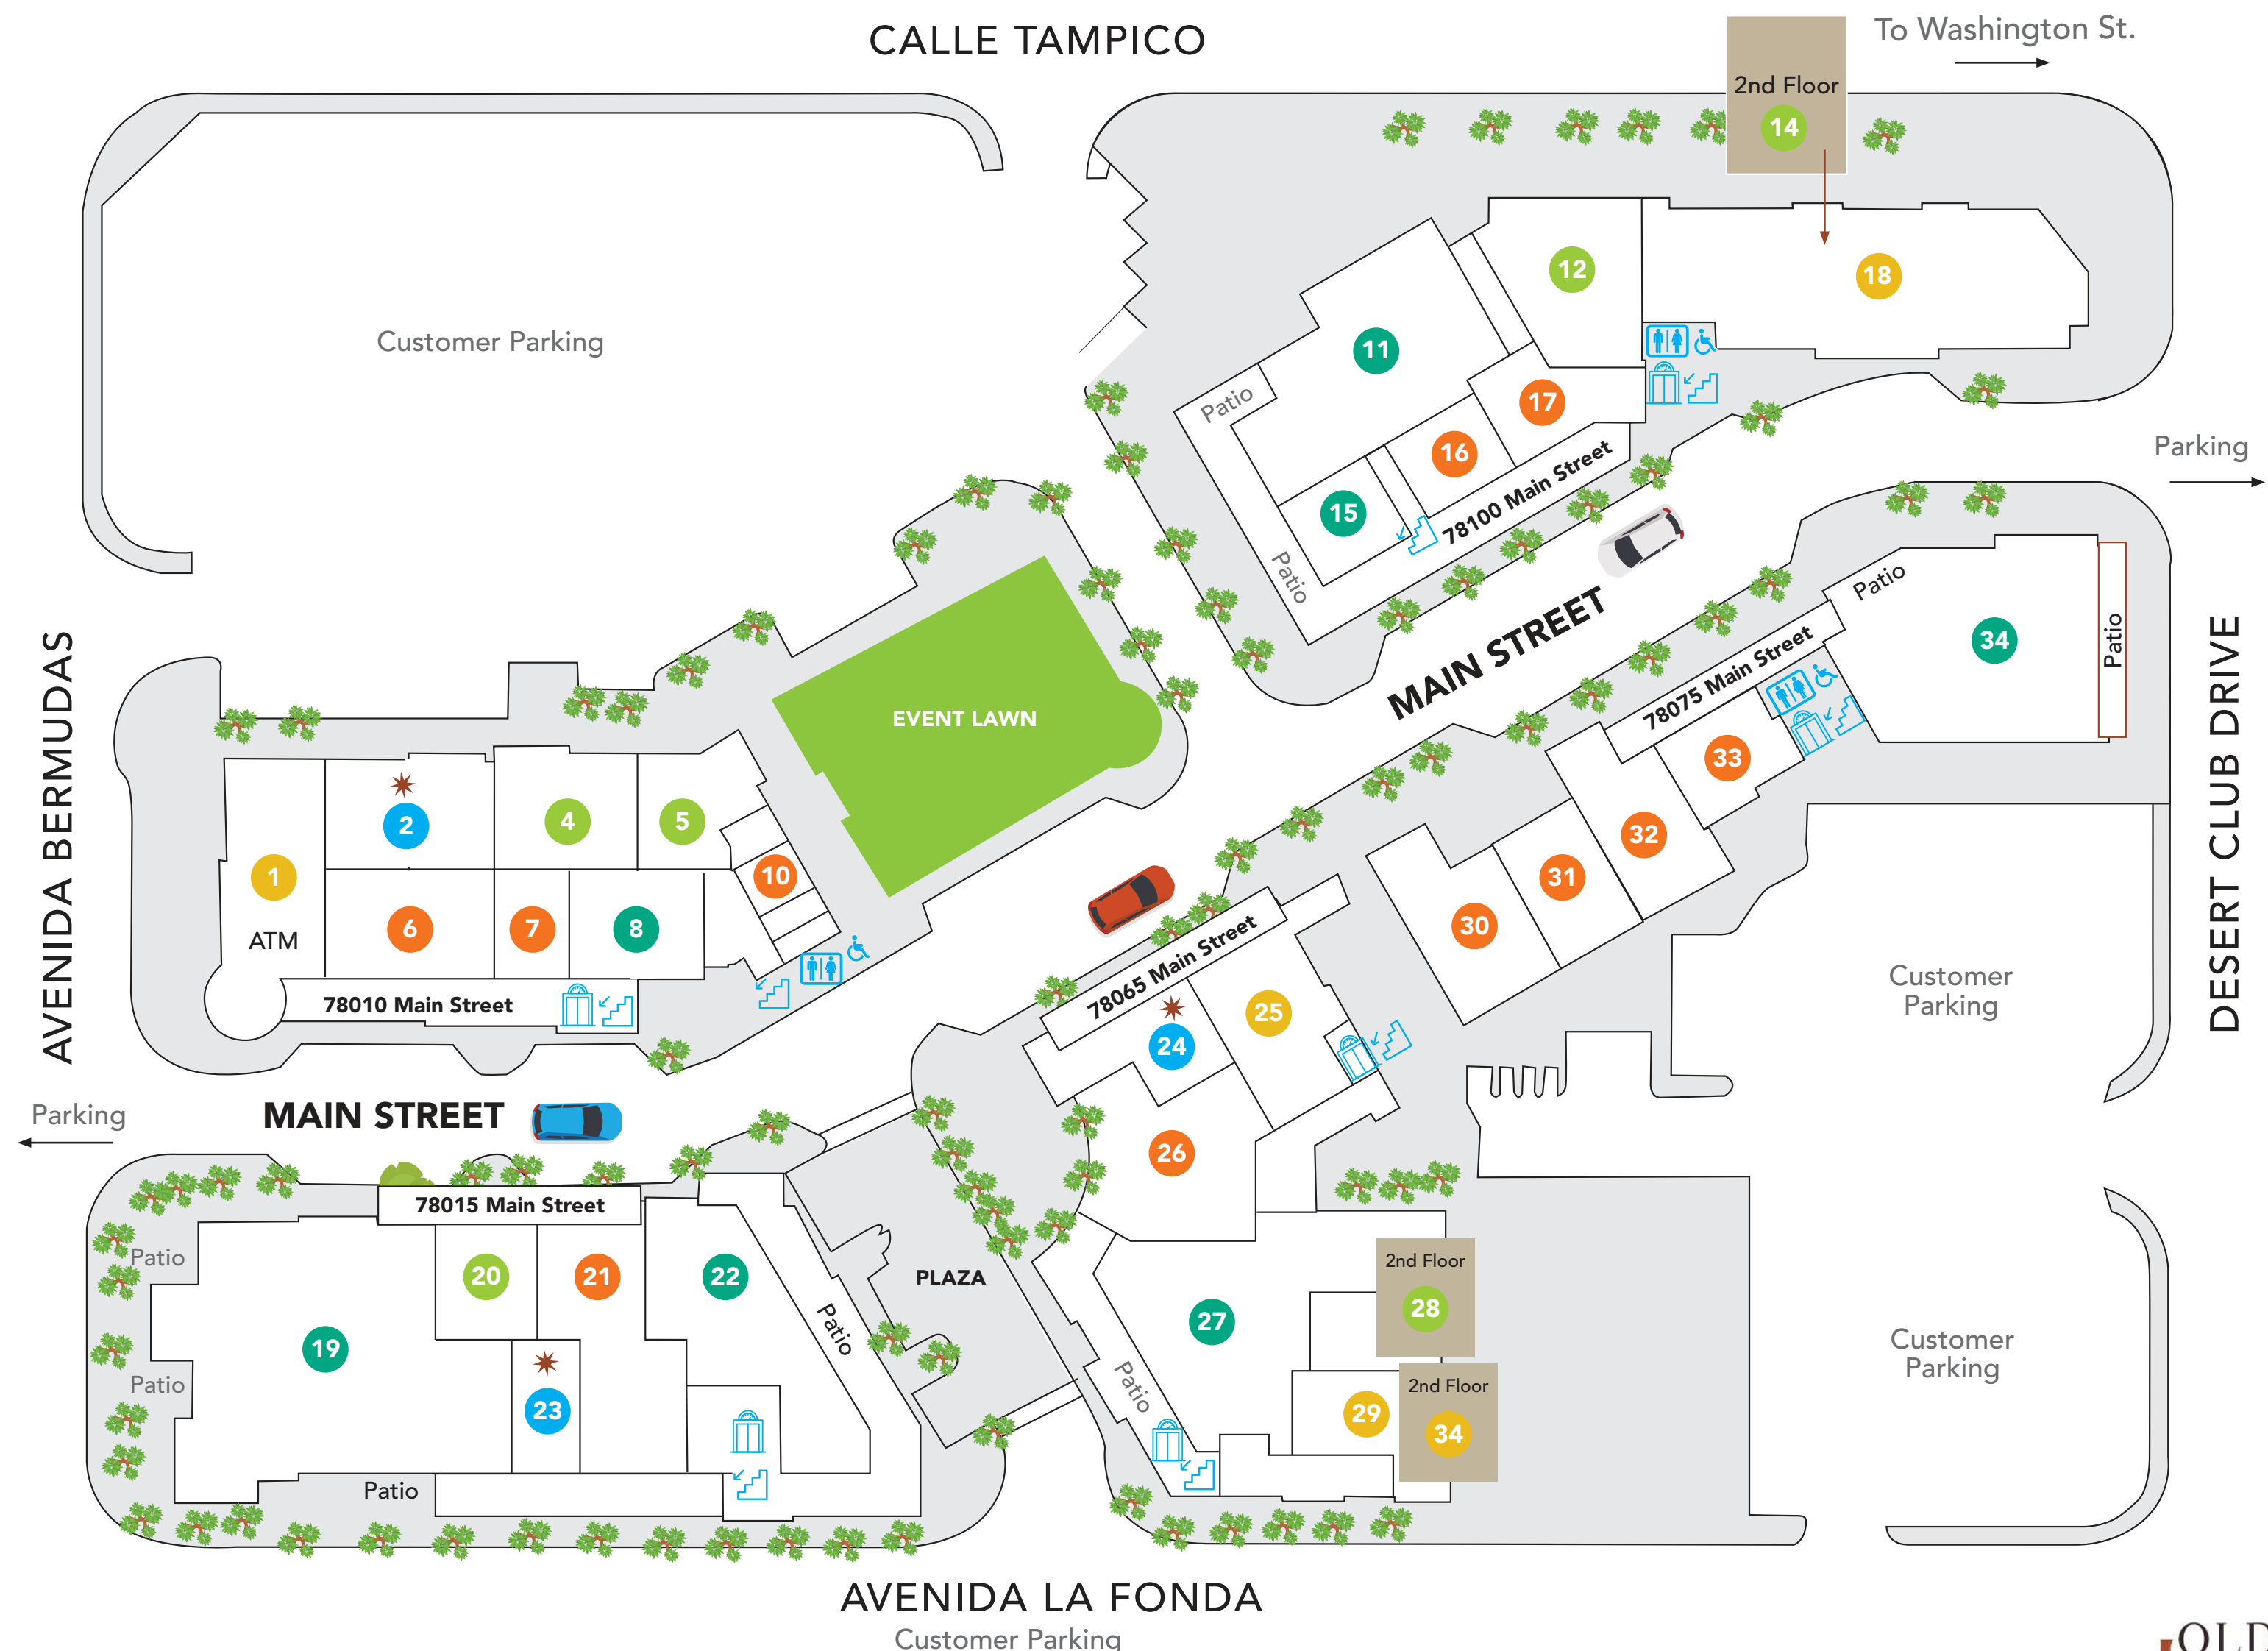 CALLE TAMPICO
To Washington St.
2nd Floor
14
12
18
Customer Parking
11
Patio
17
16
15
78100 Main Street
Patio
Parking
MAIN STREET
Patio
34
Patio
78075 Main Street
33
32
31
30
EVENT LAWN
AVENIDA BERMUDAS
DESERT CLUB DRIVE
2
4
5
1
10
ATM
6
7
8
78010 Main Street
Customer
Parking
78065 Main Street
25
24
26
Parking
MAIN STREET
78015 Main Street
Patio
20
21
22
PLAZA
Patio
19
Patio
23
Patio
2nd Floor
28
27
Patio
29
2nd Floor
34
Customer
Parking
AVENIDA LA FONDA
Customer Parking
OLD